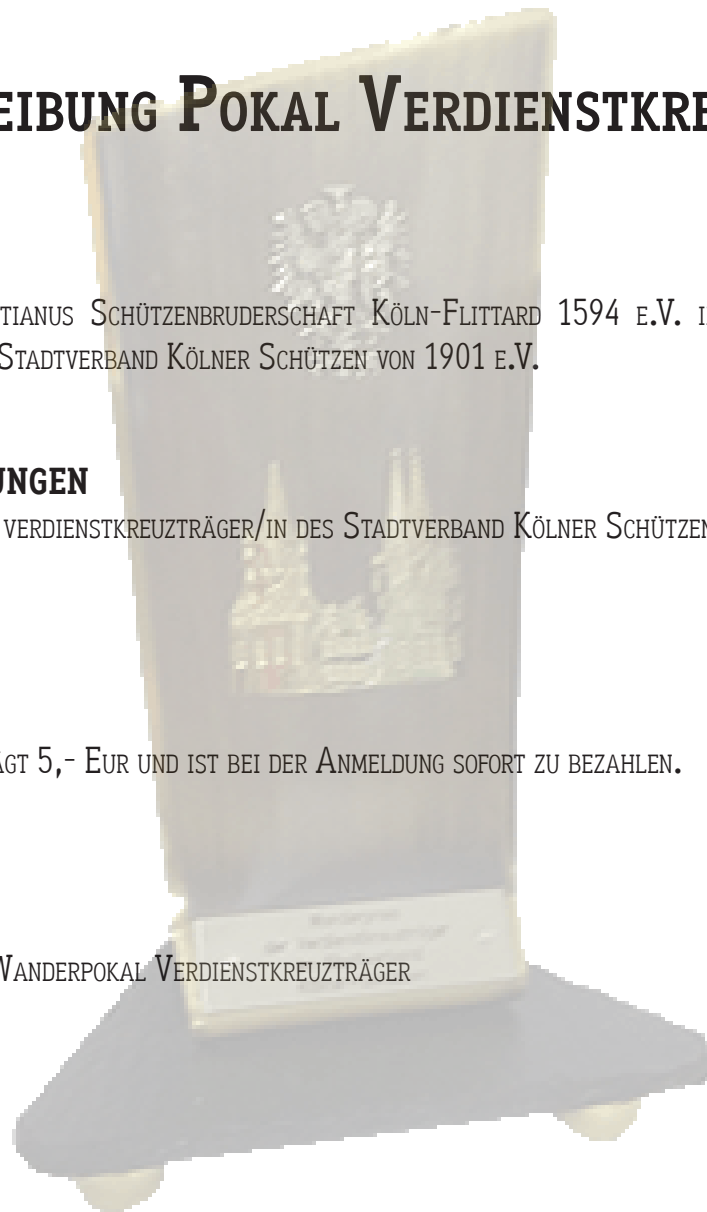 EIBUNG POKAL VERDIENSTKRE
TIANUS SCHÜTZENBRUDERSCHAFT KÖLN-FLITTARD 1594 E.V. I
STADTVERBAND KÖLNER SCHÜTZEN VON 1901 E.V.
UNGEN
VERDIENSTKREUZTRÄGER/IN DES STADTVERBAND KÖLNER SCHÜTZEN
ÄGT 5,- EUR UND IST BEI DER ANMELDUNG SOFORT ZU BEZAHLEN.
WANDERPOKAL VERDIENSTKREUZTRÄGER